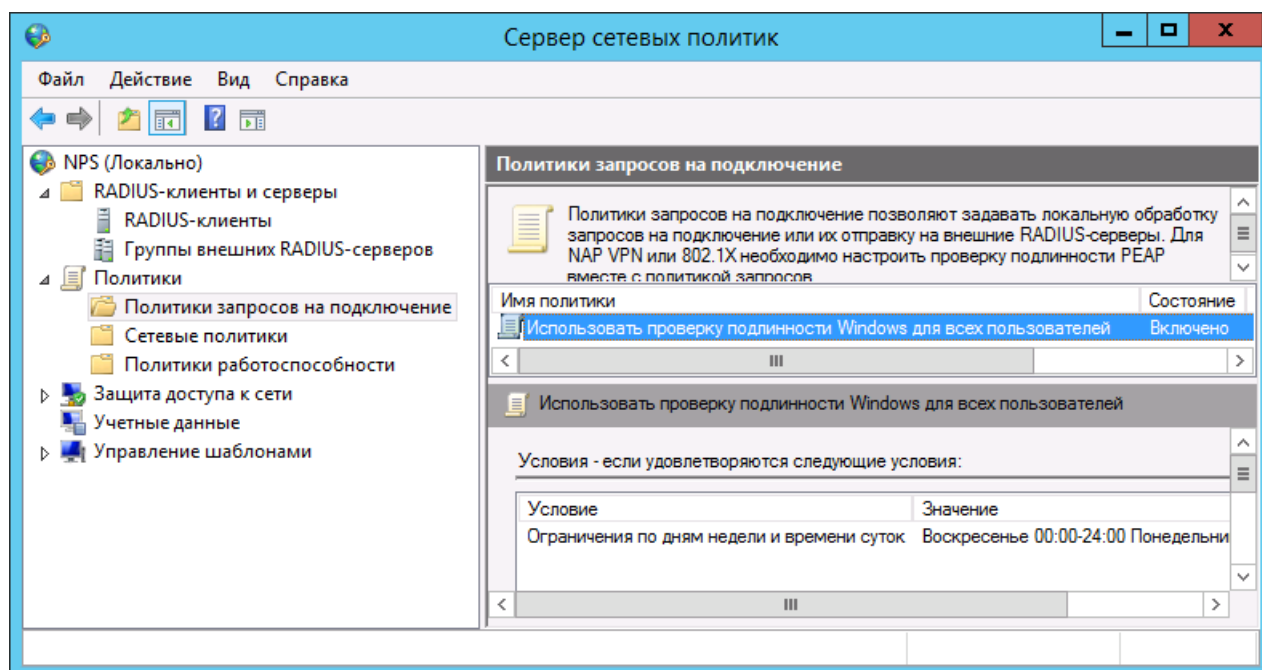 Сервер сетевых политик
Файл Действие Вид Справка
NPS (Локально)
RADIUS-клиенты и серверы
RADIUS-клиенты
Группы внешних RADIUS-серверов
Политики
Политики запросов на подключение
Сетевые политики
Политики работоспособности
Защита доступа к сети
Учетные данные
Управление шаблонами
Политики запросов на подключение
Политики запросов на подключение позволяют задавать локальную обработку
запросов на подключение или их отправку на внешние RADIUS-серверы. Для
NAP VPN или 802.1X необходимо настроить проверку подлинности PEAP
вместе с политикой запросов
Имя политики Состояние
Использовать проверку подлинности Windows для всех пользователей Включено
Использовать проверку подлинности Windows для всех пользователей
Условия - если удовлетворяются следующие условия:
Условие Значение
Ограничения по дням недели и времени суток Воскресенье 00:00-24:00 Понедельни